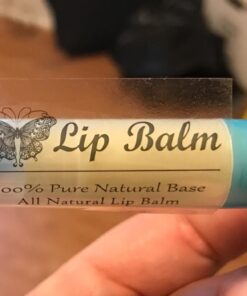 Lip Balm
00% Pure Natural Base
All Natural Lip Balm